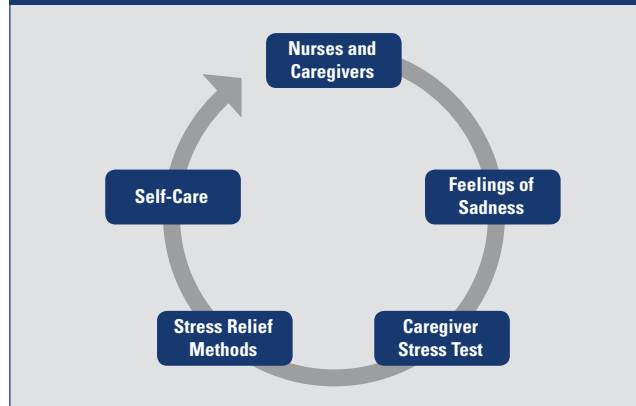 Nurses and
Caregivers
Feelings of
Sadness
Caregiver
Stress Test
Stress Relief
Methods
Self-Care